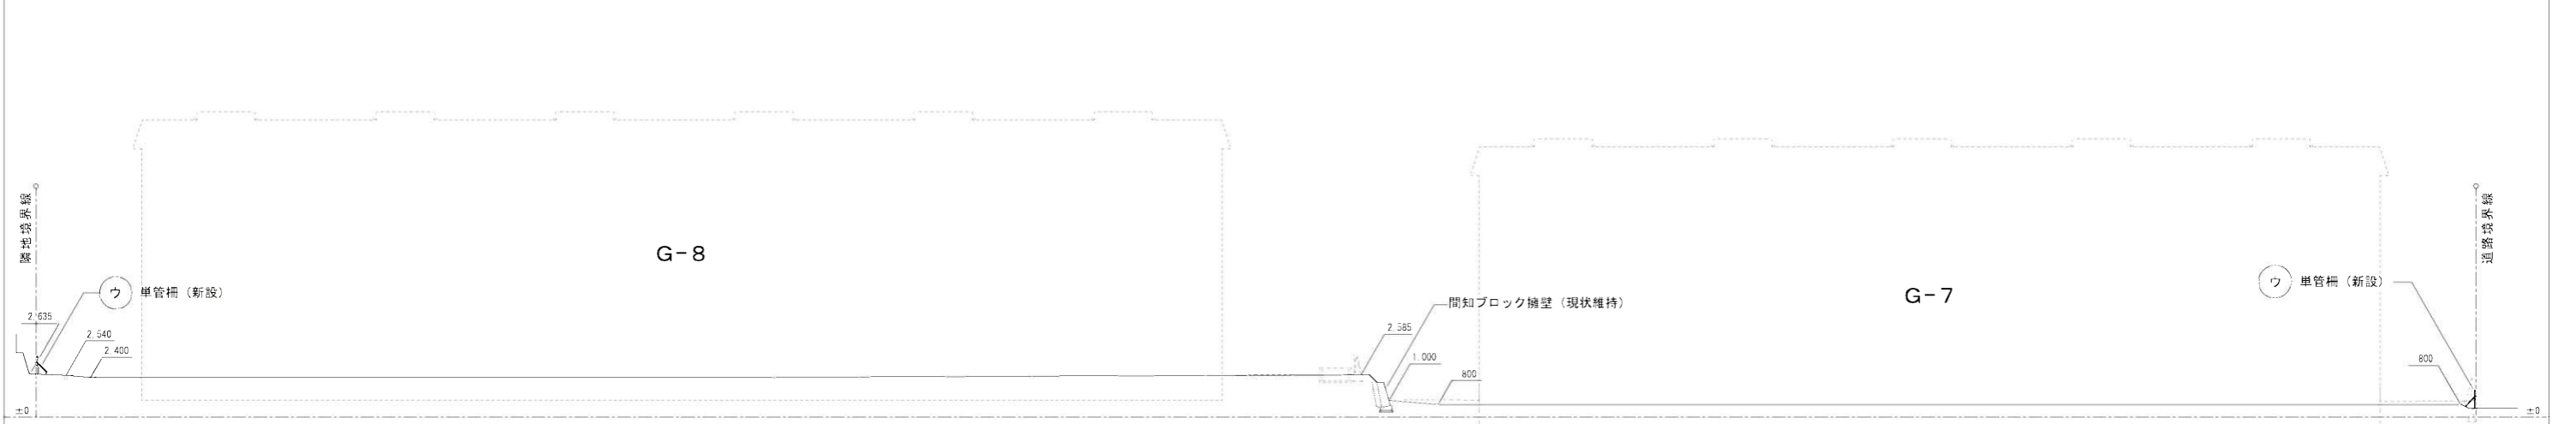 隣地境界線
ウ 単管柵（新設）
2.635
2.540
2.400
±0
G-8
間知ブロック擁壁（現状維持）
2.585
1.000
800
G-7
道路境界線
ウ 単管柵（新設）
800
±0